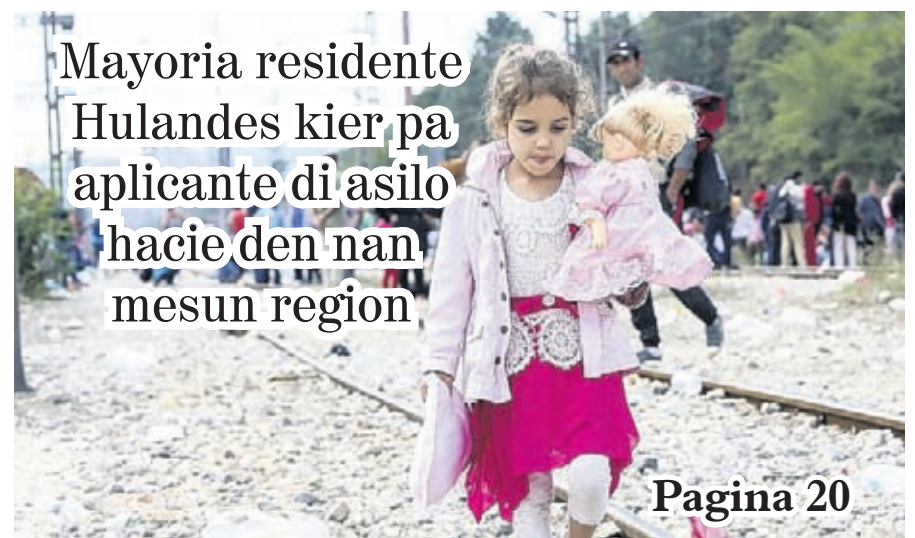 Mayoria residente
Hulandes kier pa
aplicante di asilo
hacie den nan
mesun region
Pagina 20